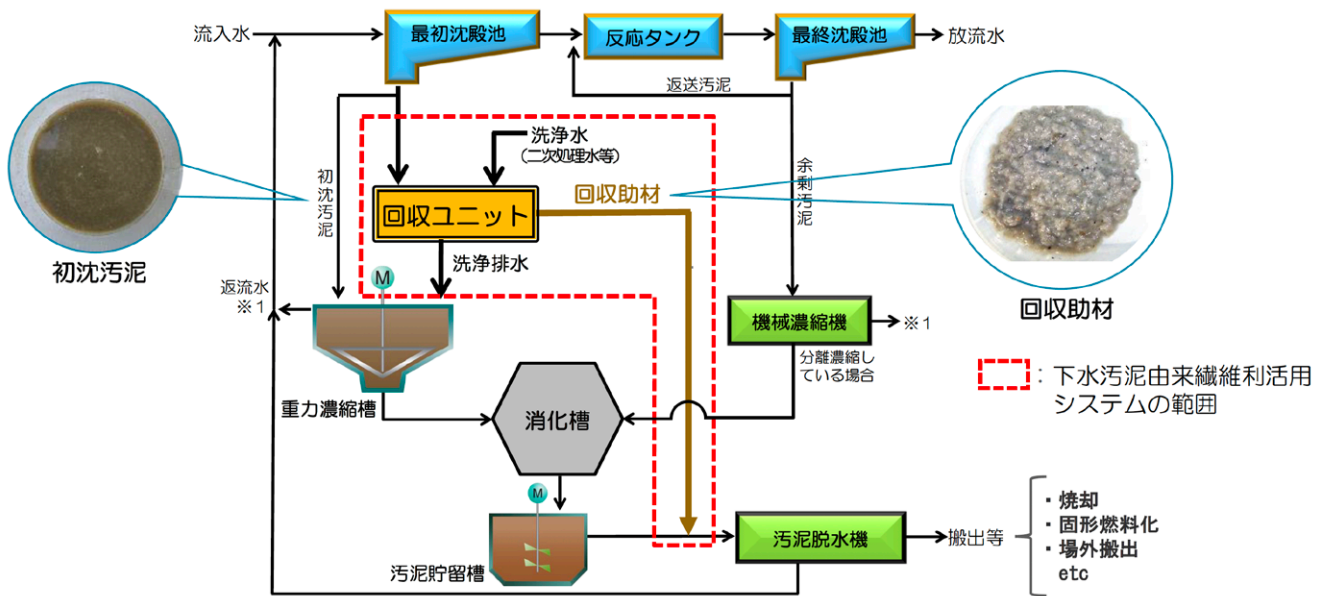 流入水
最初沈殿池
反応タンク
最終沈殿池
放流水
返送汚泥
洗浄水
(二次処理水等)
初沈汚泥
回収助材
余剰汚泥
回収ユニット
初沈汚泥
洗浄排水
回収助材
返流水
※1
M
機械濃縮機
※1
分離濃縮し
ている場合
:下水汚泥由来繊維利活用
システムの範囲
重力濃縮槽
消化槽
M
汚泥貯留槽
汚泥脱水機
搬出等
・焼却
・固形燃料化
・場外搬出
etc